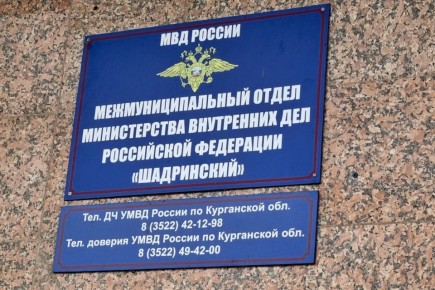 МВД РОССИИ
МЕЖМУНИЦИПАЛЬНЫЙ ОТДЕЛ
МИНИСТЕРСТВА ВНУТРЕННИХ ДЕЛ
РОССИЙСКОЙ ФЕДЕРАЦИИ
«ШАДРИНСКИЙ»
Тел. ДЧ УМВД России по Курганской обл.
8 (3522) 42-12-98
Тел. доверия УМВД России по Курганской обл.
8 (3522) 49-42-00